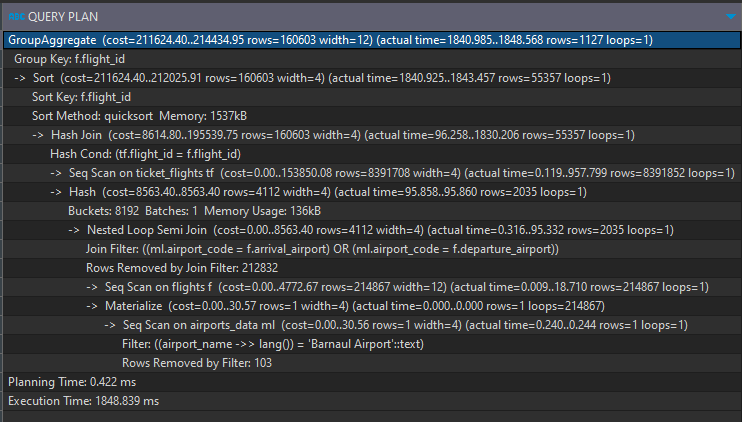 QUERY PLAN
GroupAggregate (cost=211624.40..214434.95 rows=160603 width=12) (actual time=1840.985..1848.568 rows=1127 loops=1)
Group Key: f.flight_id
-> Sort (cost=211624.40..212025.91 rows=160603 width=4) (actual time=1840.925..1843.457 rows=55357 loops=1)
Sort Key: f.flight_id
Sort Method: quicksort Memory: 1537kB
-> Hash Join (cost=8614.80..195539.75 rows=160603 width=4) (actual time=96.258..1830.206 rows=55357 loops=1)
Hash Cond: (tf.flight_id = f.flight_id)
-> Seq Scan on ticket_flights tf (cost=0.00..153850.08 rows=8391708 width=4) (actual time=0.119..957.799 rows=8391852 loops=1)
-> Hash (cost=8563.40..8563.40 rows=4112 width=4) (actual time=95.858..95.860 rows=2035 loops=1)
Buckets: 8192 Batches: 1 Memory Usage: 136kB
-> Nested Loop Semi Join (cost=0.00..8563.40 rows=4112 width=4) (actual time=0.316..95.332 rows=2035 loops=1)
Join Filter: ((ml.airport_code = f.arrival_airport) OR (ml.airport_code = f.departure_airport))
Rows Removed by Join Filter: 212832
-> Seq Scan on flights f (cost=0.00..4772.67 rows=214867 width=12) (actual time=0.009..18.710 rows=214867 loops=1)
-> Materialize (cost=0.00..30.57 rows=1 width=4) (actual time=0.000..0.000 rows=1 loops=214867)
-> Seq Scan on airports_data ml (cost=0.00..30.56 rows=1 width=4) (actual time=0.240..0.244 rows=1 loops=1)
Filter: ((airport_name ->> lang()) = 'Barnaul Airport'::text)
Rows Removed by Filter: 103
Planning Time: 0.422 ms
Execution Time: 1848.839 ms